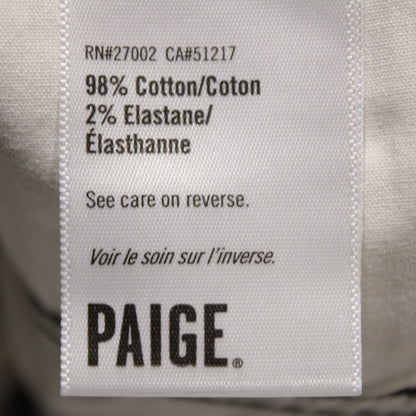 RN#27002 CA#51217
98% Cotton/Coton
2% Elastane/
Élasthanne
See care on reverse.
Voir le soin sur l'inverse.
PAIGE®